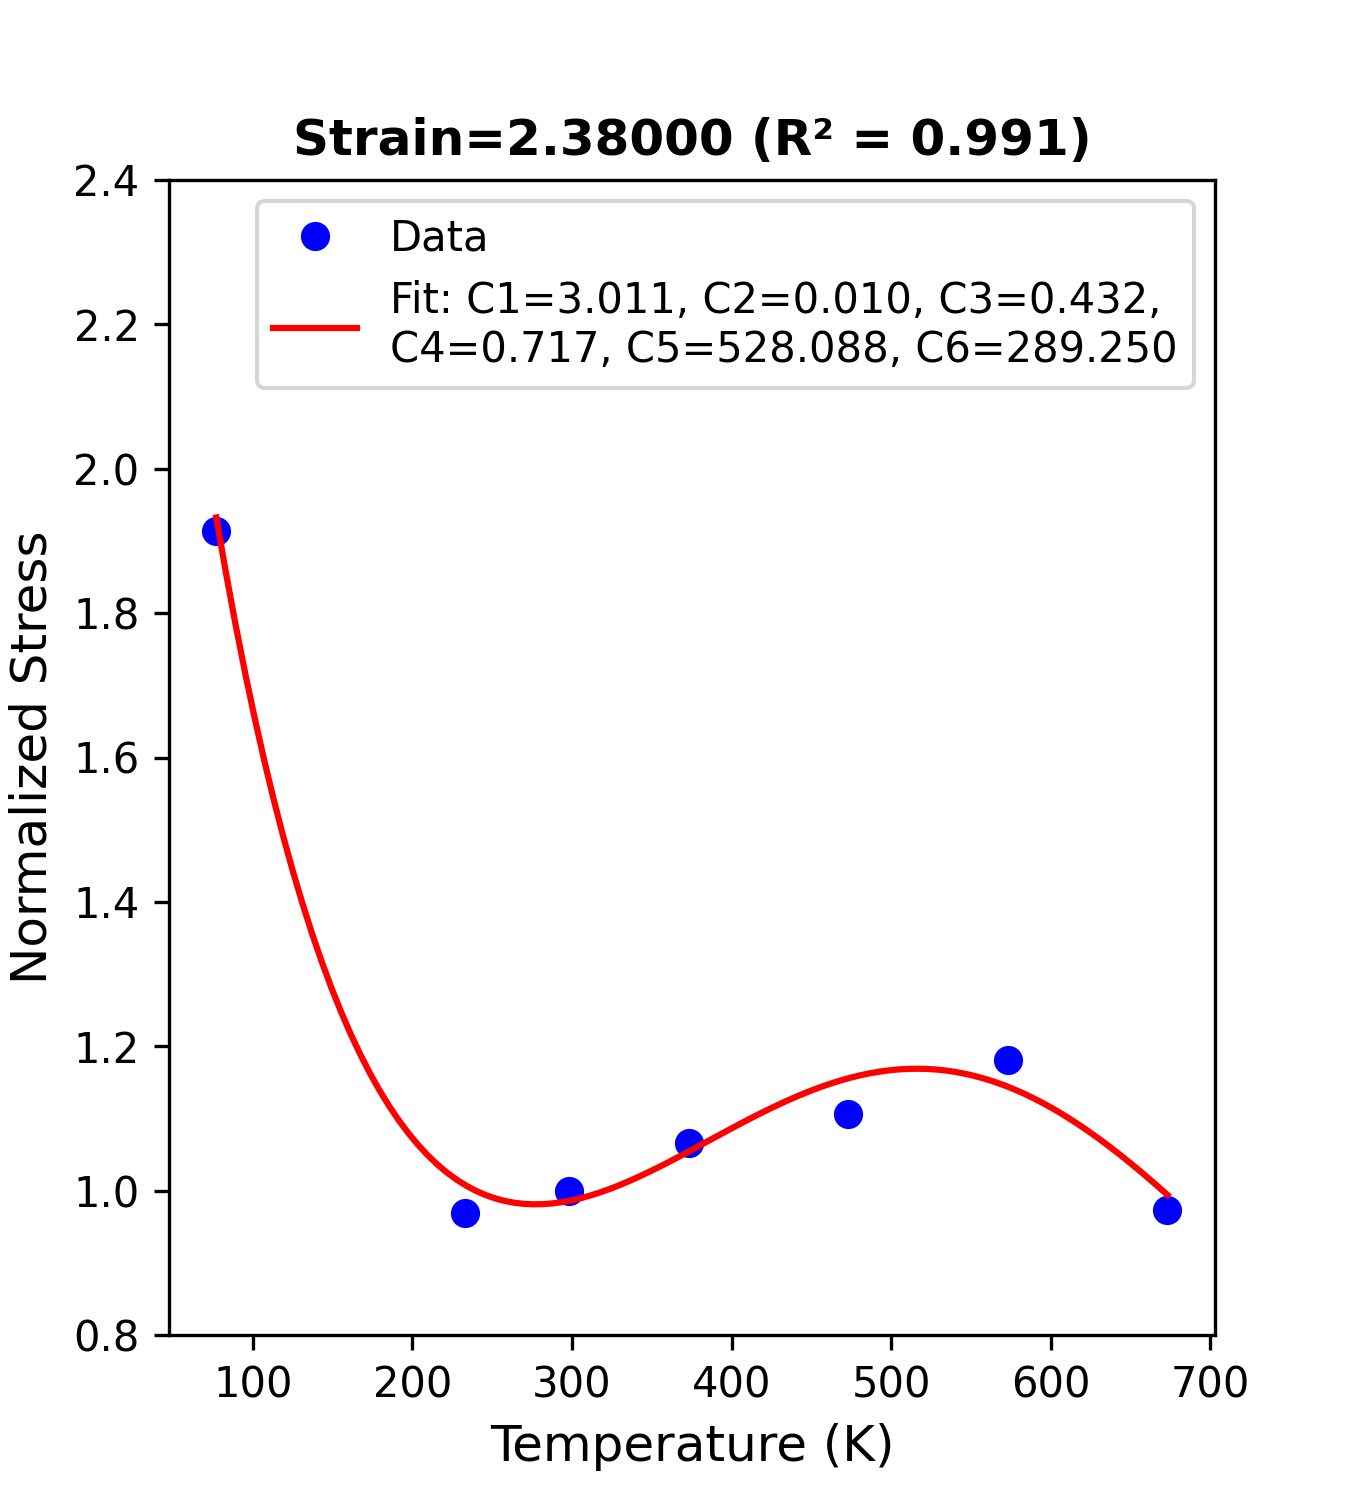 Strain=2.38000 (R² = 0.991)
2.4
2.2
2.0
1.8
1.6
1.4
1.2
1.0
0.8
Normalized Stress
Data
Fit: C1=3.011, C2=0.010, C3=0.432,
C4=0.717, C5=528.088, C6=289.250
100 200 300 400 500 600 700
Temperature (K)